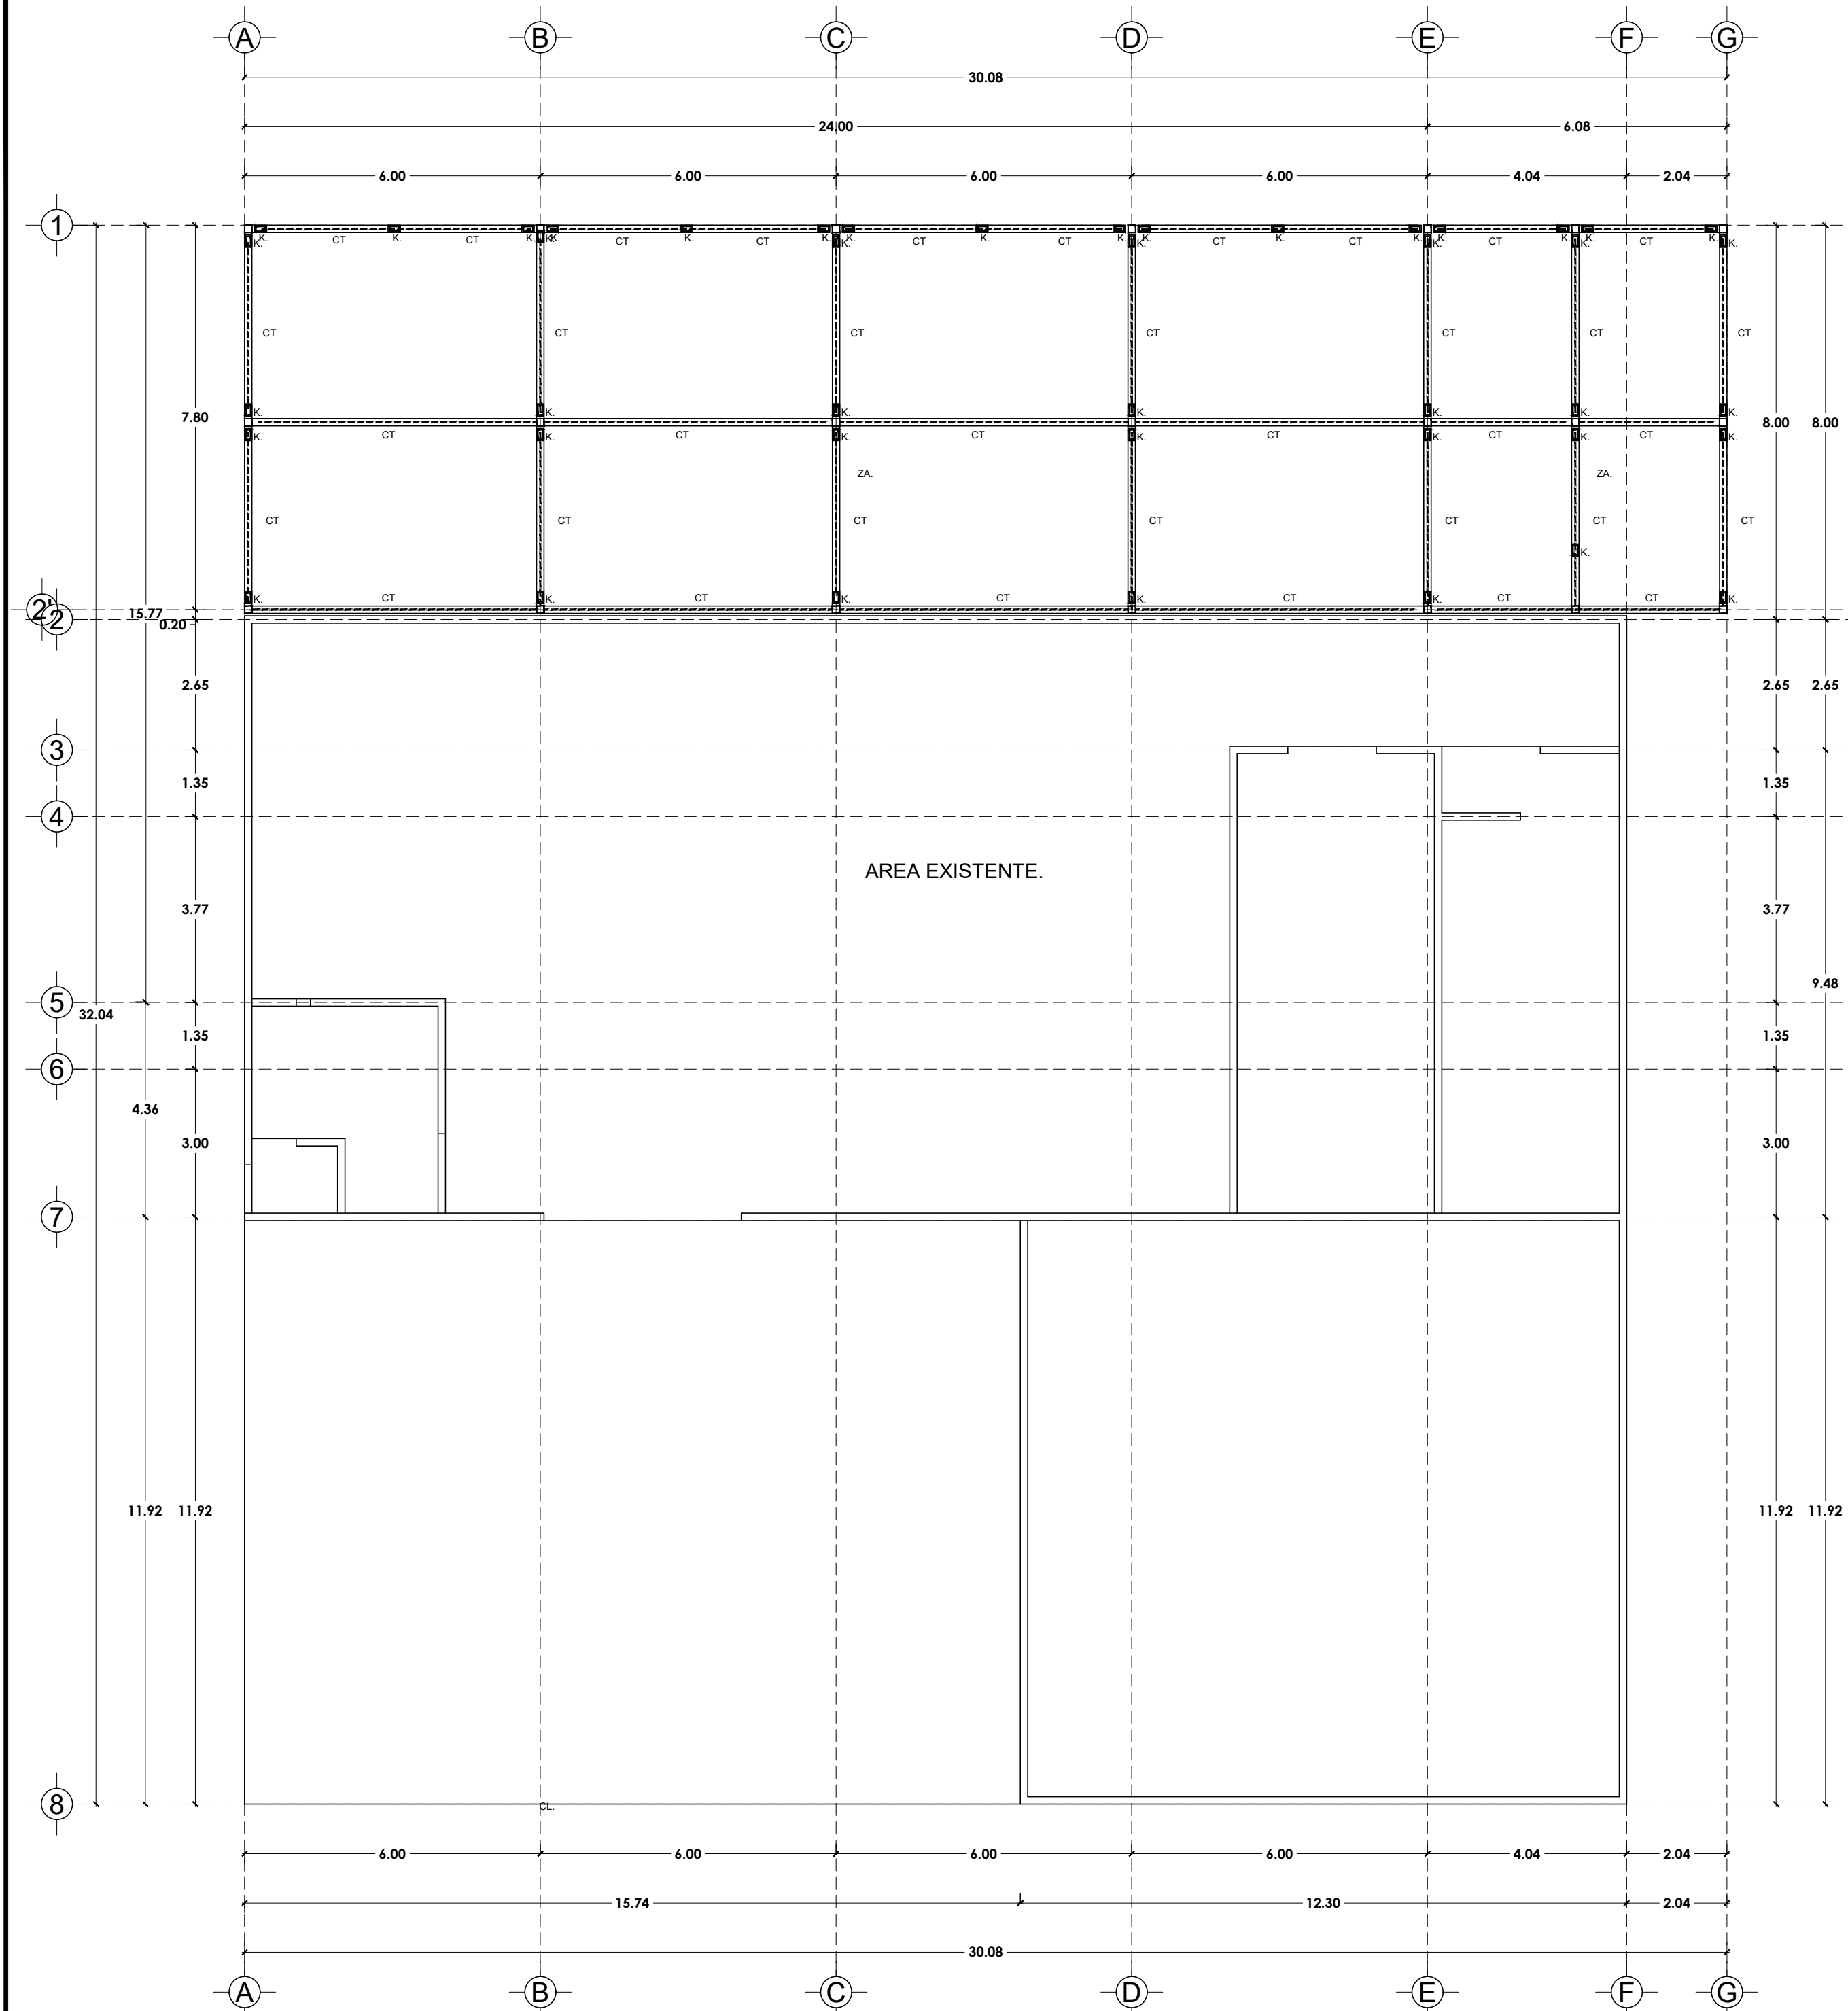 A B C D E F G
30.08
24.00 6.08
6.00 6.00 6.00 6.00 4.04 2.04
1
K. K. K. K. K. K. K. K. K. K. K. K. K. K. K. K. K.
CT CT CT CT CT CT CT CT CT CT
K. K. K. K. K. K. K.
CT CT CT CT CT CT CT
7.80 8.00 8.00
K. K. K. K. K. K. K.
CT CT CT CT CT CT
K. K. K. K. K. K. K.
ZA. ZA.
CT CT CT CT CT CT CT
K.
K. K. K. K. K. K.
CT CT CT CT CT CT
2'
2
15.77
0.20
2.65 2.65 2.65
3
1.35 1.35
4
AREA EXISTENTE.
3.77 3.77
9.48
5
32.04
1.35 1.35
6
4.36
3.00 3.00
7
11.92 11.92 11.92 11.92
8
CL.
6.00 6.00 6.00 6.00 4.04 2.04
15.74 12.30 2.04
30.08
A B C D E F G